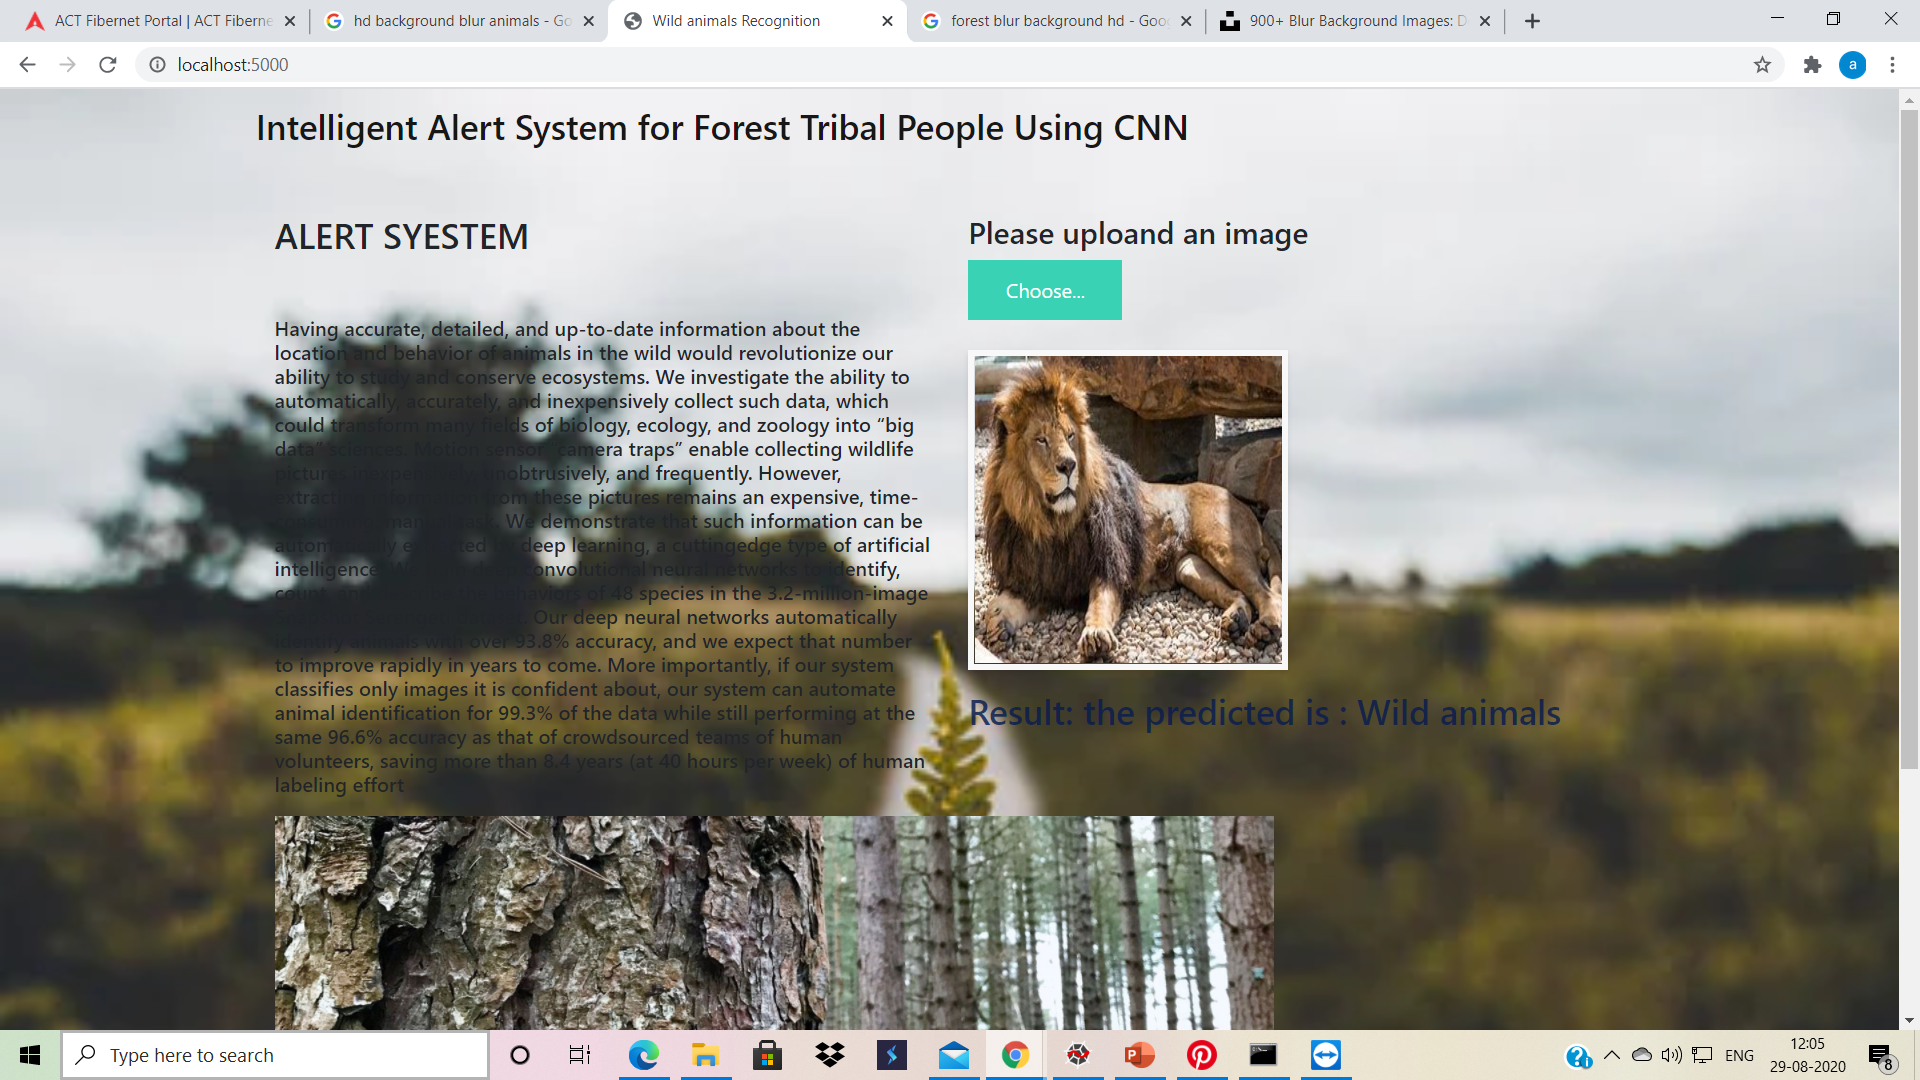 ACT Fibernet Portal | ACT Fiberne
hd background blur animals - Go
Wild animals Recognition
forest blur background hd - Goo
900+ Blur Background Images: D
localhost:5000
a
Intelligent Alert System for Forest Tribal People Using CNN
ALERT SYESTEM
Having accurate, detailed, and up-to-date information about the
location and behavior of animals in the wild would revolutionize our
ability to study and conserve ecosystems. We investigate the ability to
automatically, accurately, and inexpensively collect such data, which
could transform many fields of biology, ecology, and zoology into “big
data” sciences. Motion sensor “camera traps” enable collecting wildlife
pictures inexpensively, unobtrusively, and frequently. However,
extracting information from these pictures remains an expensive, time-
We demonstrate that such information can be
automatically extracted by deep learning, a cuttingedge type of artificial
intelligence. convolutional neural networks to identify,
count, and the behaviors of 48 species in the 3.2-million-image
Our deep neural networks automatically
identify animals with over 93.8% accuracy, and we expect that number
to improve rapidly in years to come. More importantly, if our system
classifies only images it is confident about, our system can automate
animal identification for 99.3% of the data while still performing at the
same 96.6% accuracy as that of crowdsourced teams of human
volunteers, saving more than 8.4 years (at 40 hours per week) of human
labeling effort
Please uploand an image
Choose...
Result: the predicted is : Wild animals
Type here to search
ENG
12:05
29-08-2020
8